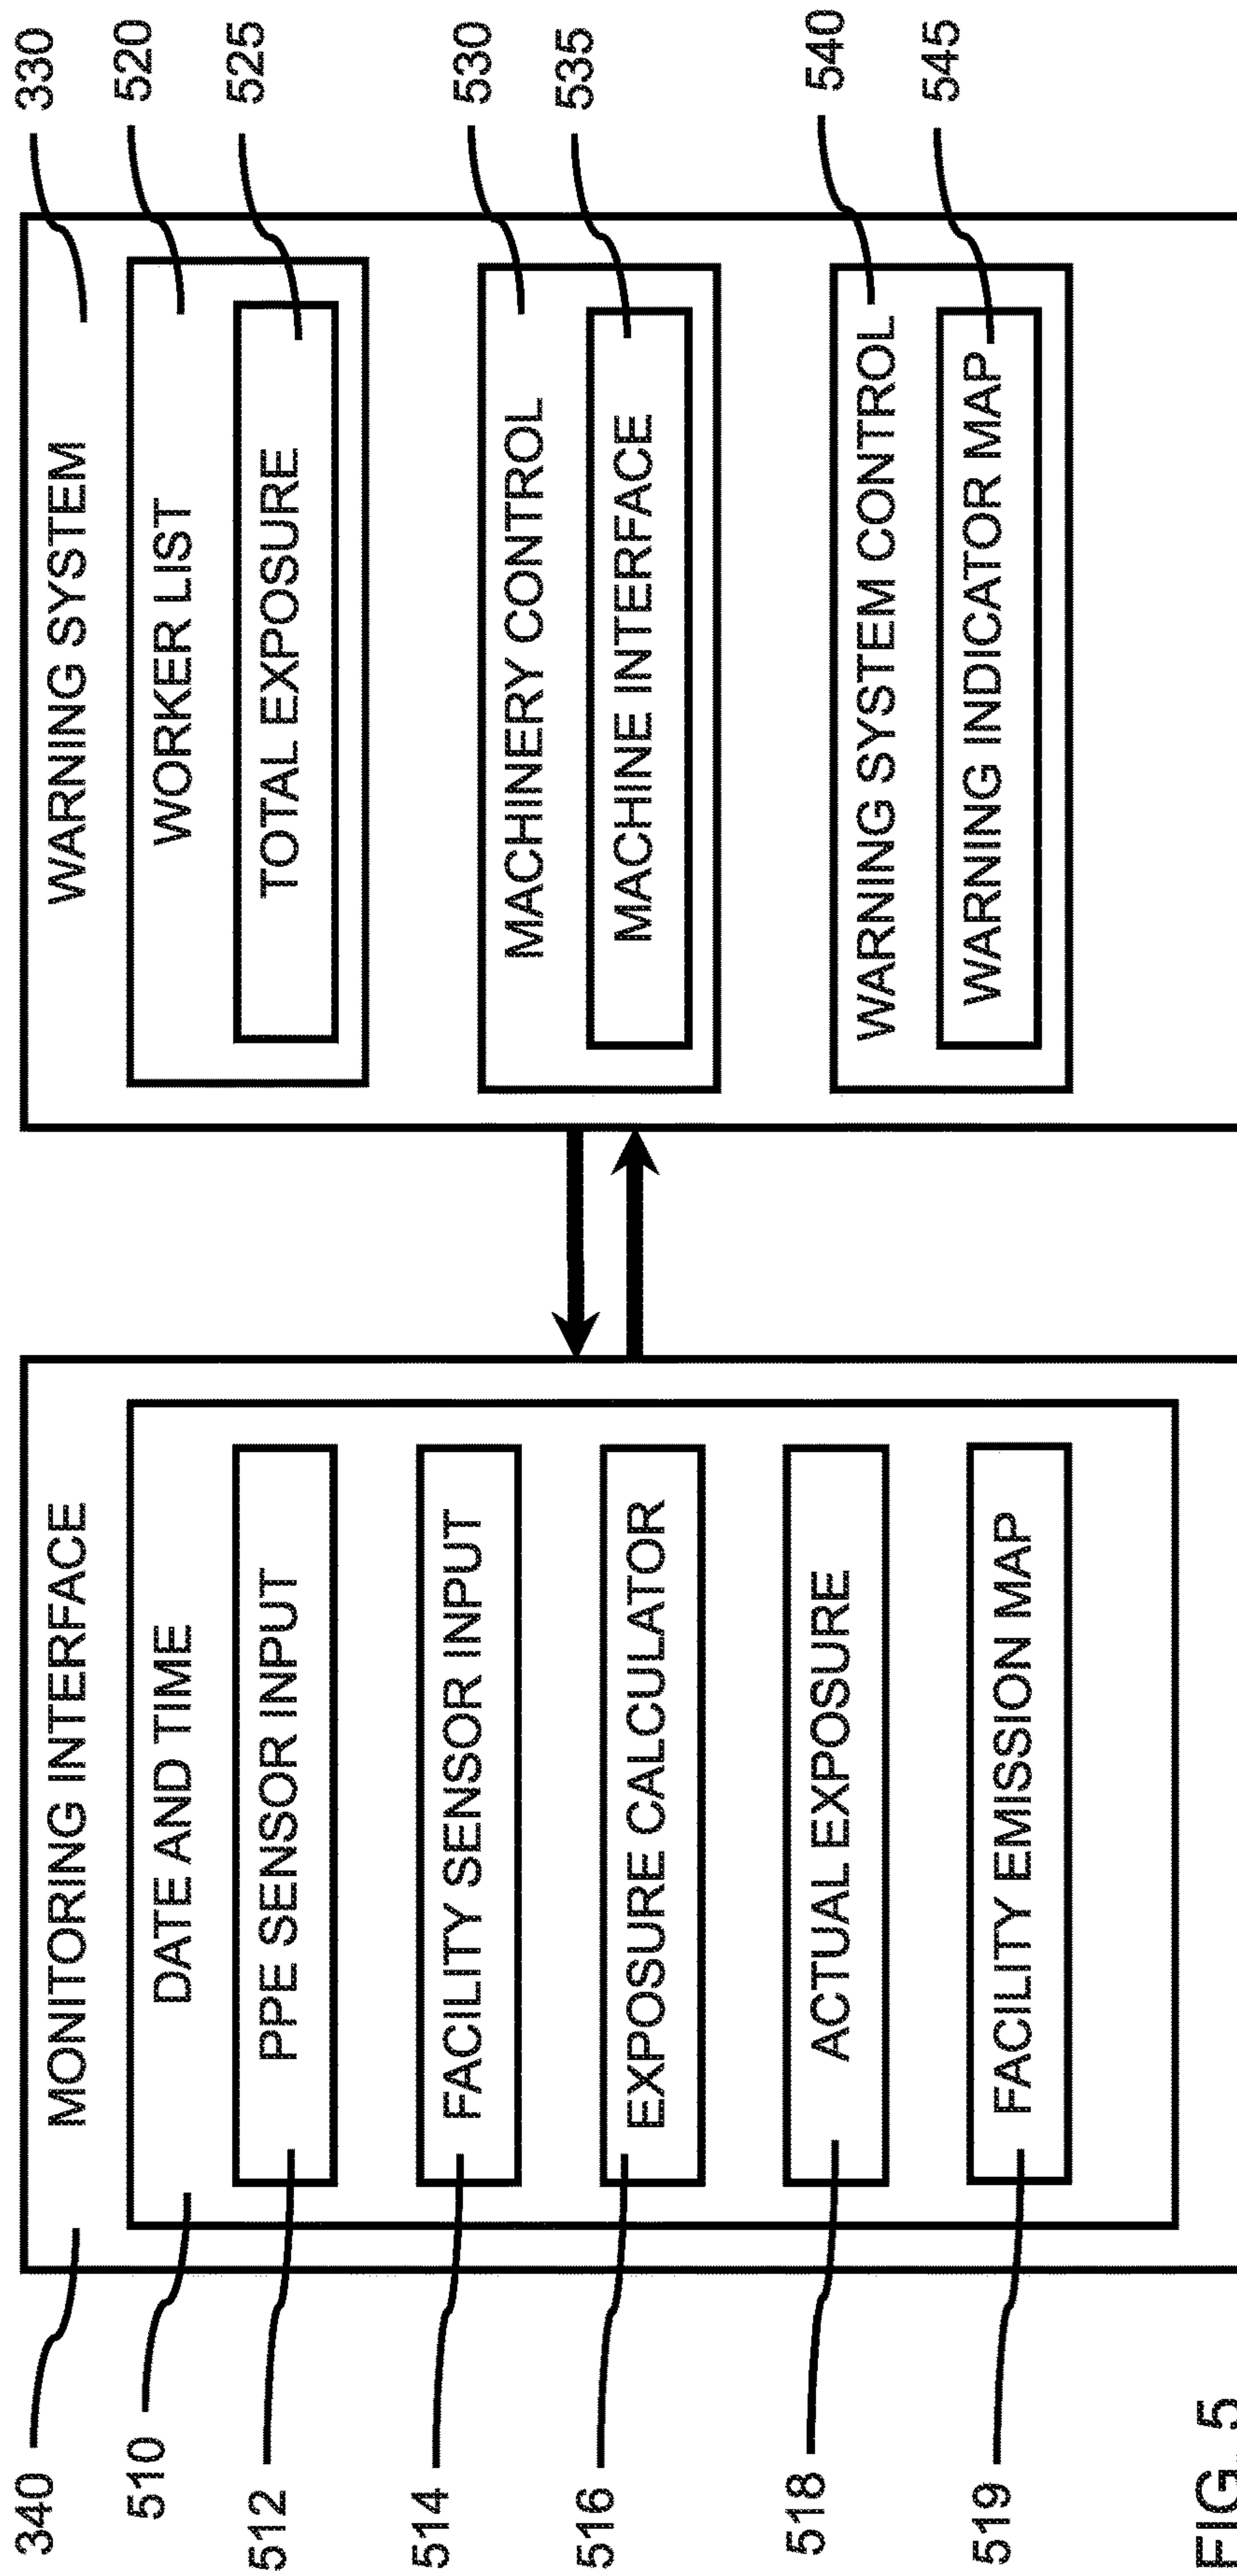 340
MONITORING INTERFACE
510
DATE AND TIME
512
PPE SENSOR INPUT
514
FACILITY SENSOR INPUT
516
EXPOSURE CALCULATOR
518
ACTUAL EXPOSURE
519
FACILITY EMISSION MAP
WARNING SYSTEM
330
WORKER LIST
520
TOTAL EXPOSURE
525
MACHINERY CONTROL
530
MACHINE INTERFACE
535
WARNING SYSTEM CONTROL
540
WARNING INDICATOR MAP
545
FIG. 5